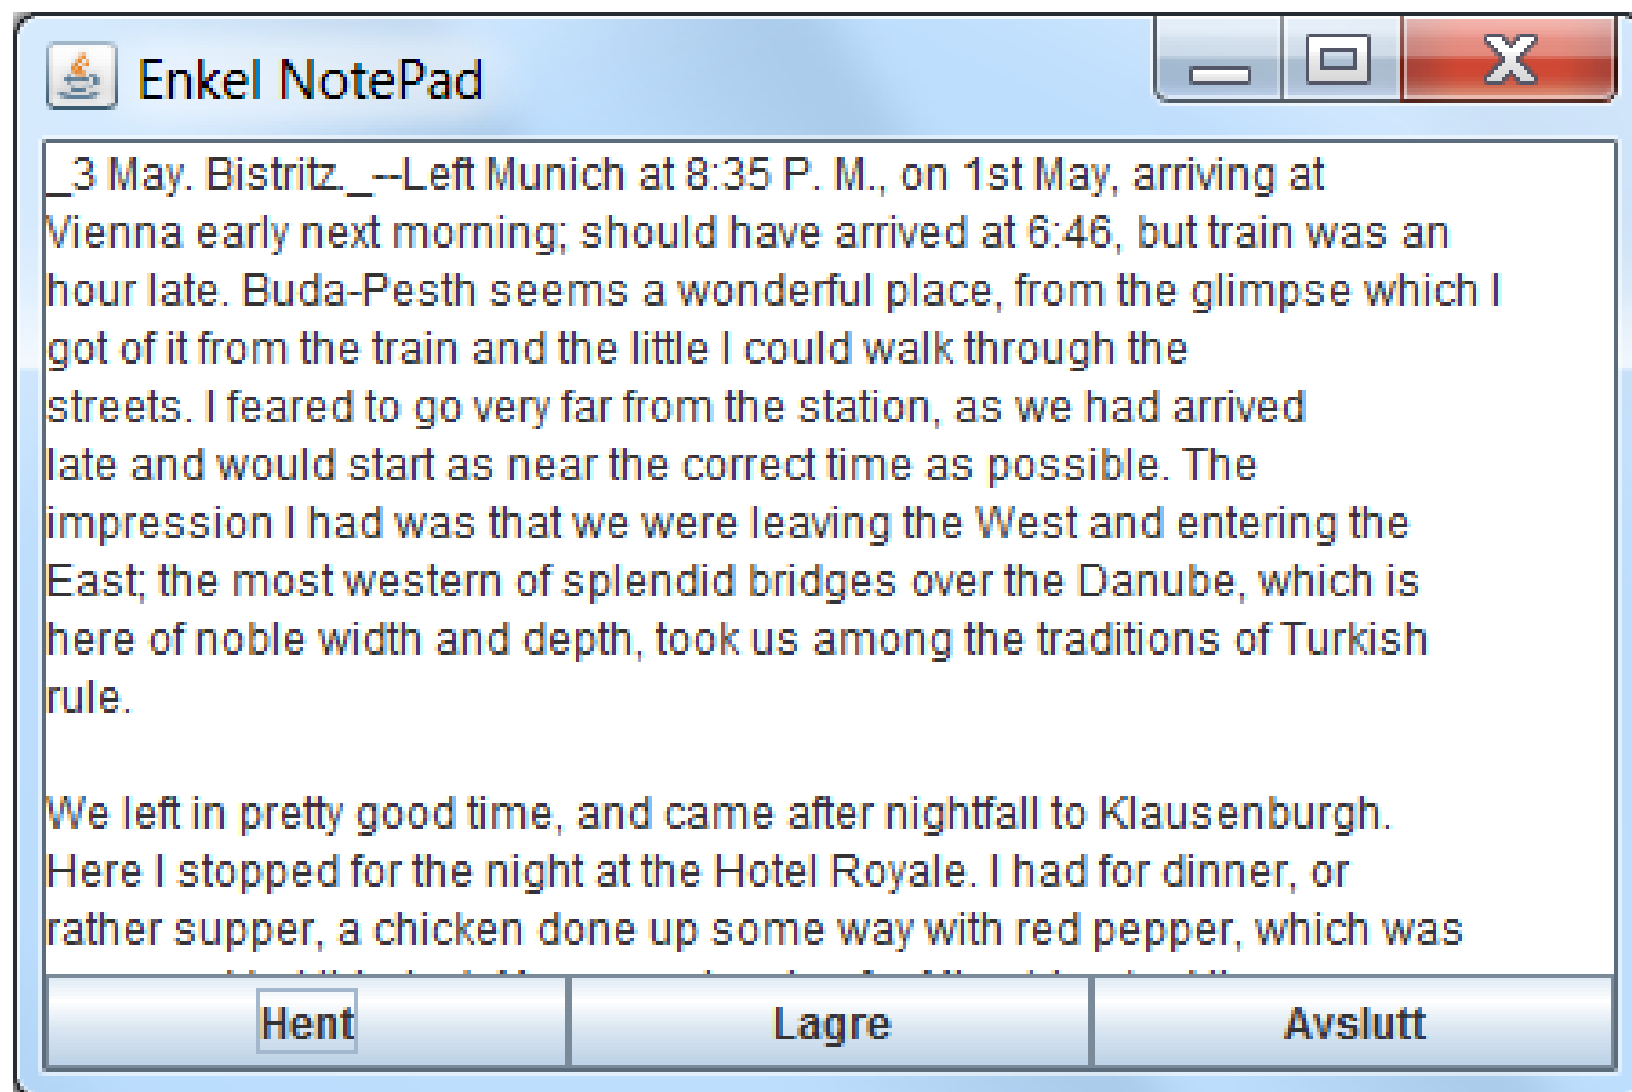 Enkel NotePad
_3 May. Bistritz._--Left Munich at 8:35 P. M., on 1st May, arriving at
Vienna early next morning; should have arrived at 6:46, but train was an
hour late. Buda-Pesth seems a wonderful place, from the glimpse which I
got of it from the train and the little I could walk through the
streets. I feared to go very far from the station, as we had arrived
late and would start as near the correct time as possible. The
impression I had was that we were leaving the West and entering the
East; the most western of splendid bridges over the Danube, which is
here of noble width and depth, took us among the traditions of Turkish
rule.

We left in pretty good time, and came after nightfall to Klausenburgh.
Here I stopped for the night at the Hotel Royale. I had for dinner, or
rather supper, a chicken done up some way with red pepper, which was
Hent Lagre Avslutt